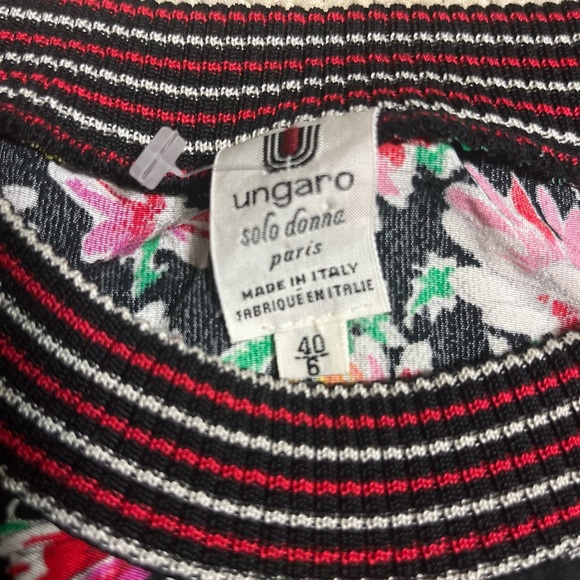 ungaro
solo donna
paris
MADE IN ITALY
FABRIQUE EN ITALIE
40
6